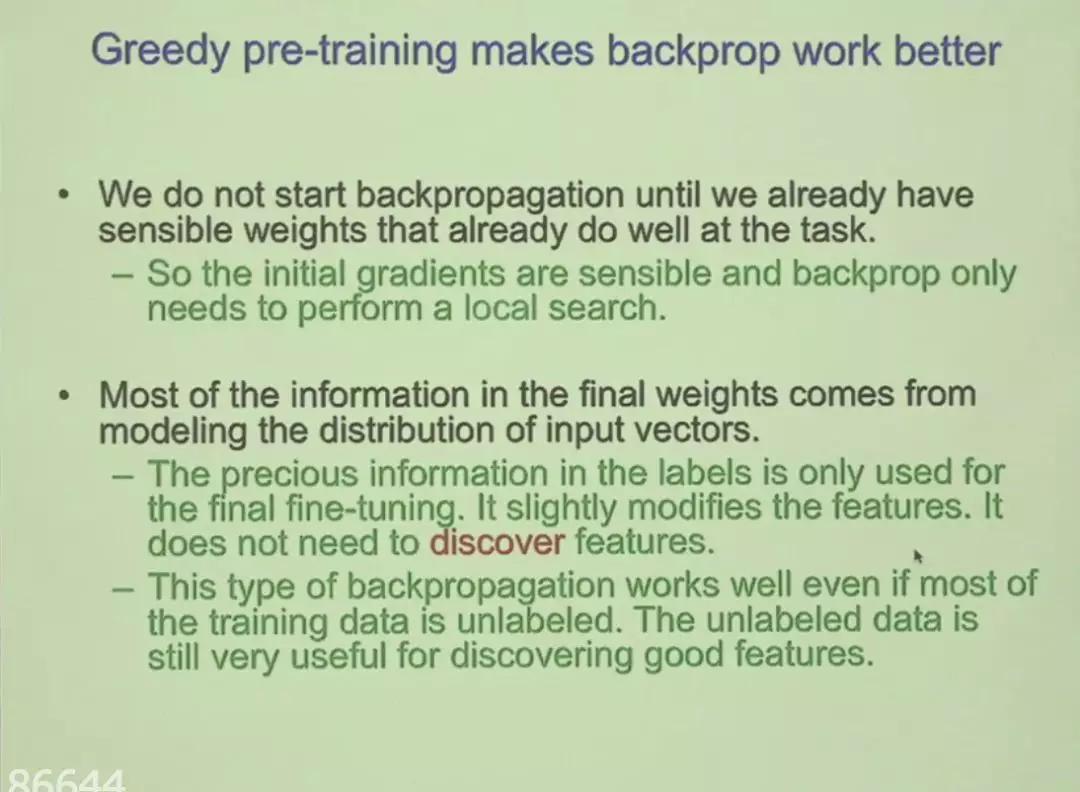 Greedy pre-training makes backprop work better
• We do not start backpropagation until we already have
sensible weights that already do well at the task.
– So the initial gradients are sensible and backprop only
needs to perform a local search.
• Most of the information in the final weights comes from
modeling the distribution of input vectors.
– The precious information in the labels is only used for
the final fine-tuning. It slightly modifies the features. It
does not need to discover features.
– This type of backpropagation works well even if most of
the training data is unlabeled. The unlabeled data is
still very useful for discovering good features.
86644